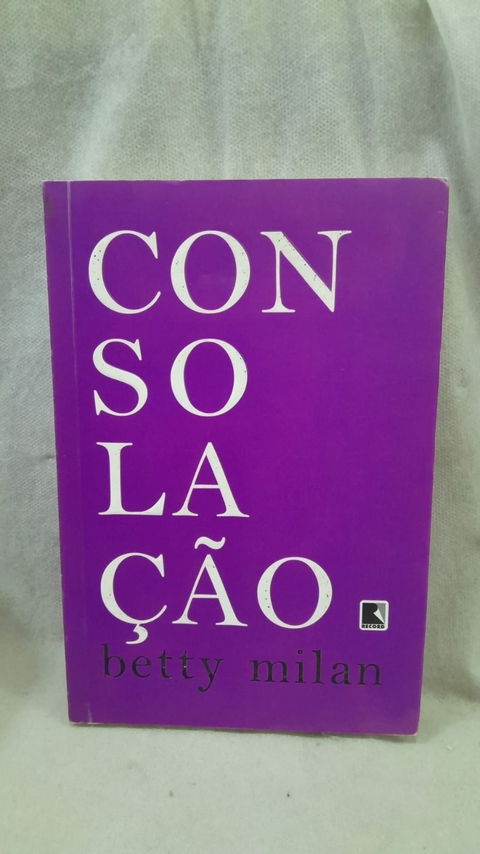 CON
SO
LA
ÇÃO
RECORD
betty milan